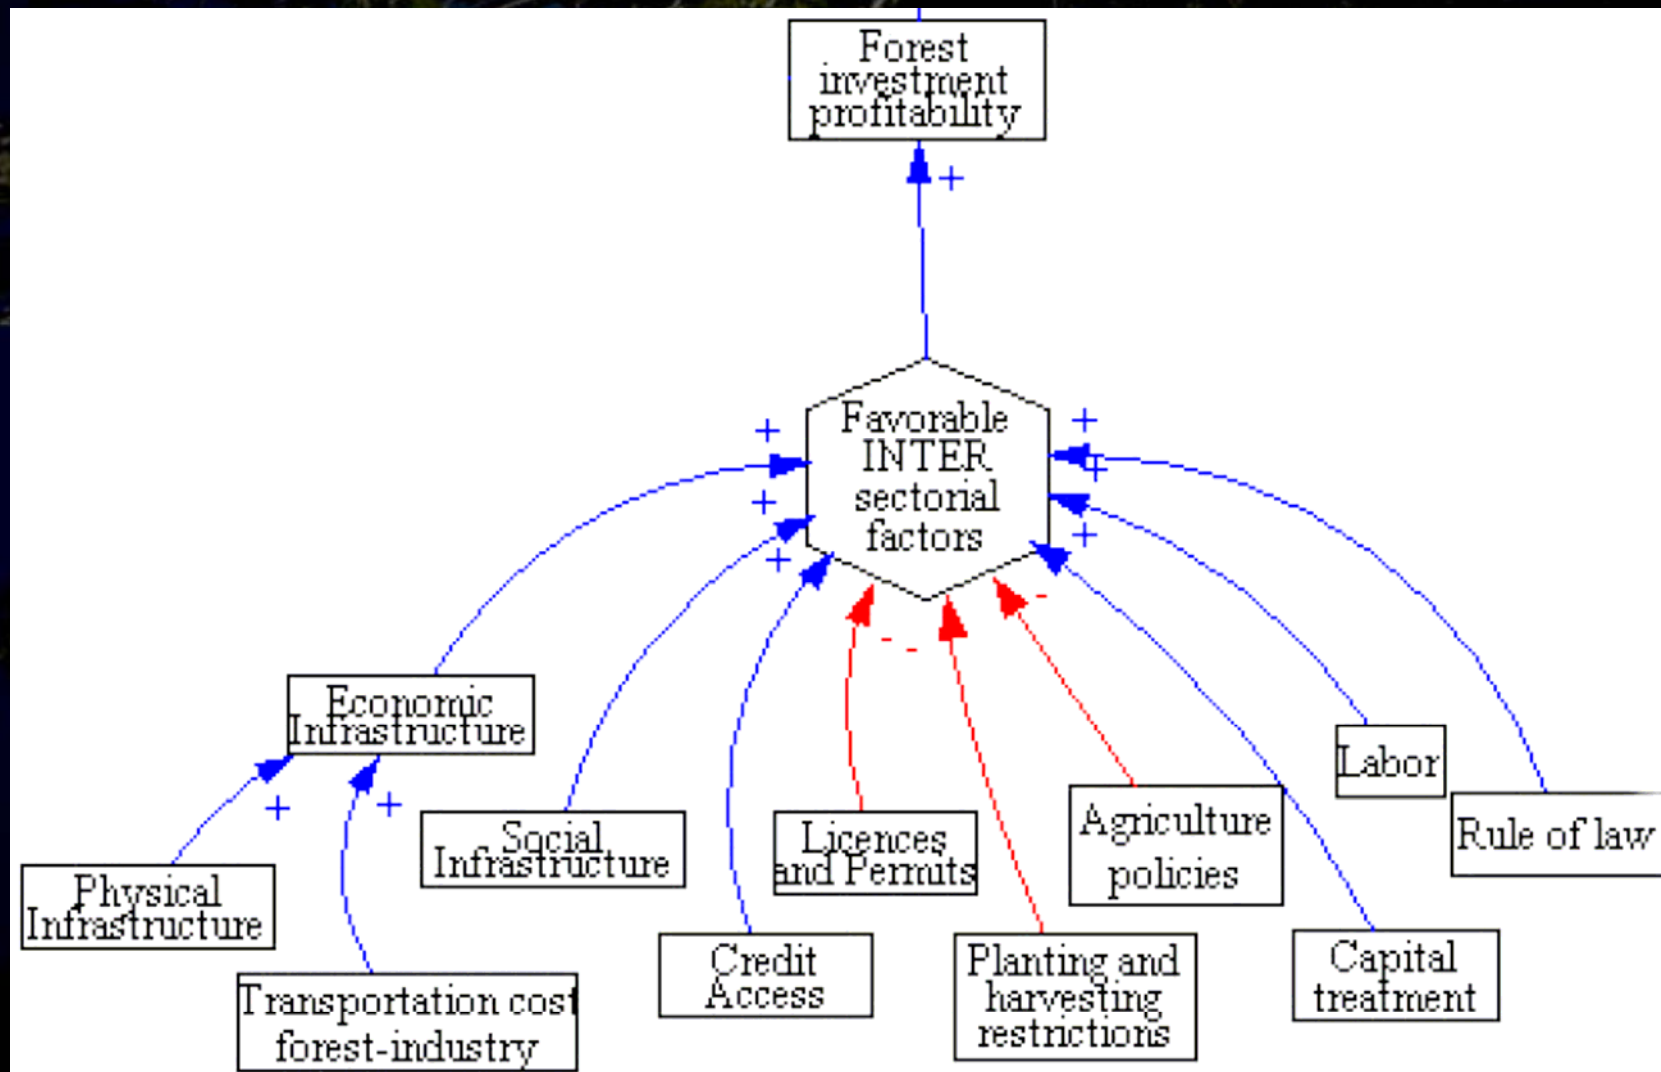 Forest
investment
profitability
+
Favorable
INTER
sectorial
factors
+
+
+
+
+
+
-
-
-
Economic
Infrastructure
+
+
Physical
Infrastructure
Transportation cost
forest-industry
Social
Infrastructure
Credit
Access
Licences
and Permits
Planting and
harvesting
restrictions
Agriculture
policies
Labor
Rule of law
Capital
treatment